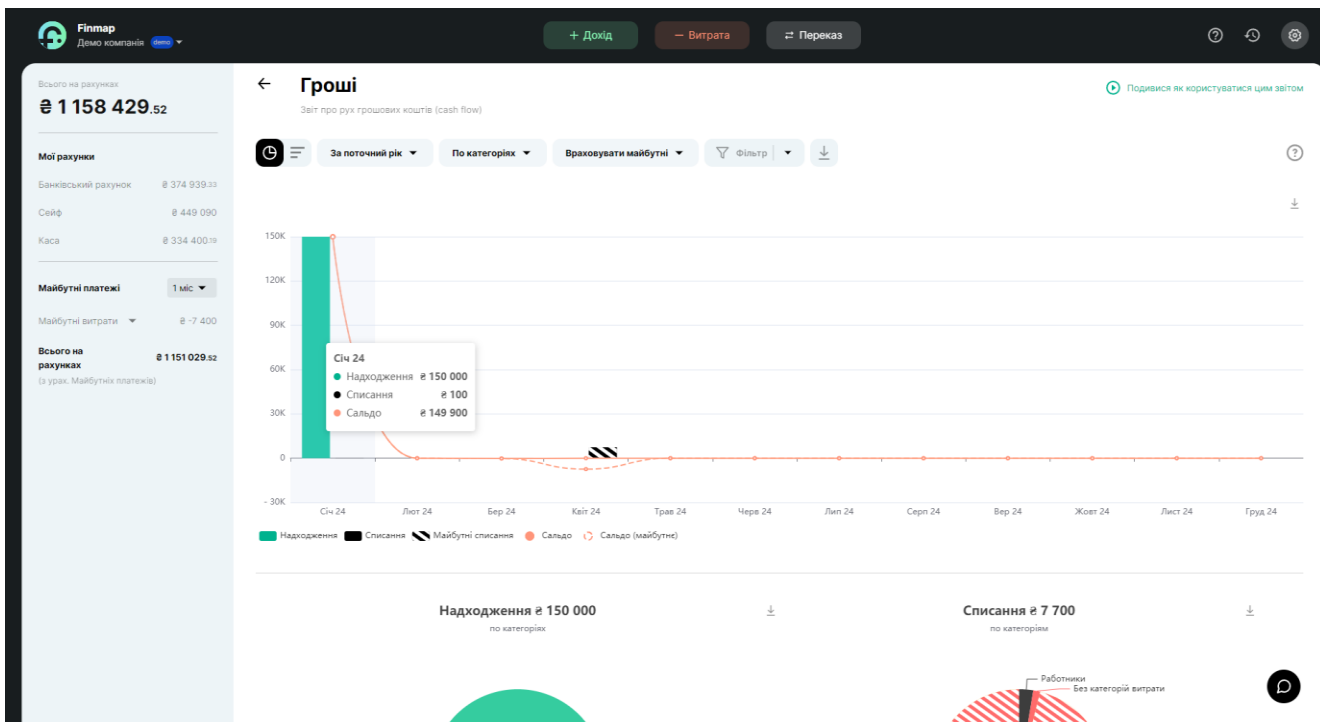 Finmap
Демо компанія demo
+ Дохід
− Витрата
⇄ Переказ
Всього на рахунках
₴ 1 158 429.52
Мої рахунки
Банківський рахунок ₴ 374 939.33
Сейф ₴ 449 090
Каса ₴ 334 400.19
Майбутні платежі 1 міс
Майбутні витрати ₴ -7 400
Всього на рахунках ₴ 1 151 029.52
(з урах. Майбутніх платежів)
Гроші
Звіт про рух грошових коштів (cash flow)
Подивися як користуватися цим звітом
За поточний рік
По категоріях
Враховувати майбутні
Фільтр
150K
120K
90K
60K
30K
0
- 30K
Січ 24
Надходження ₴ 150 000
Списання ₴ 100
Сальдо ₴ 149 900
Січ 24 Лют 24 Бер 24 Квіт 24 Трав 24 Черв 24 Лип 24 Серп 24 Вер 24 Жовт 24 Лист 24 Груд 24
Надходження Списання Майбутні списання Сальдо Сальдо (майбутнє)
Надходження ₴ 150 000
по категоріях
Списання ₴ 7 700
по категоріям
Працівники
Без категорій витрати